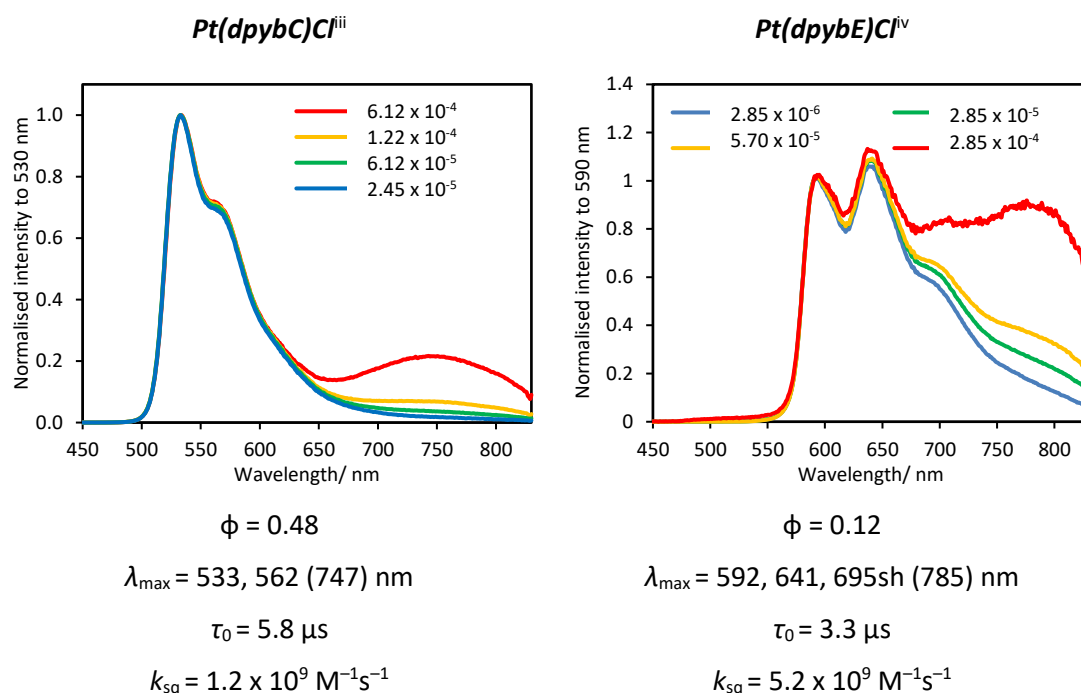 Pt(dpybC)Clⁱⁱⁱ
Normalised intensity to 530 nm
1.0
0.8
0.6
0.4
0.2
0.0
6.12 x 10⁻⁴
1.22 x 10⁻⁴
6.12 x 10⁻⁵
2.45 x 10⁻⁵
450 500 550 600 650 700 750 800
Wavelength/ nm
ϕ = 0.48
λmax = 533, 562 (747) nm
τ₀ = 5.8 µs
ksq = 1.2 x 10⁹ M⁻¹s⁻¹
Pt(dpybE)Clⁱᵛ
Normalised intensity to 590 nm
1.4
1.2
1
0.8
0.6
0.4
0.2
0
2.85 x 10⁻⁶
2.85 x 10⁻⁵
5.70 x 10⁻⁵
2.85 x 10⁻⁴
450 500 550 600 650 700 750 800
Wavelength/ nm
ϕ = 0.12
λmax = 592, 641, 695sh (785) nm
τ₀ = 3.3 µs
ksq = 5.2 x 10⁹ M⁻¹s⁻¹